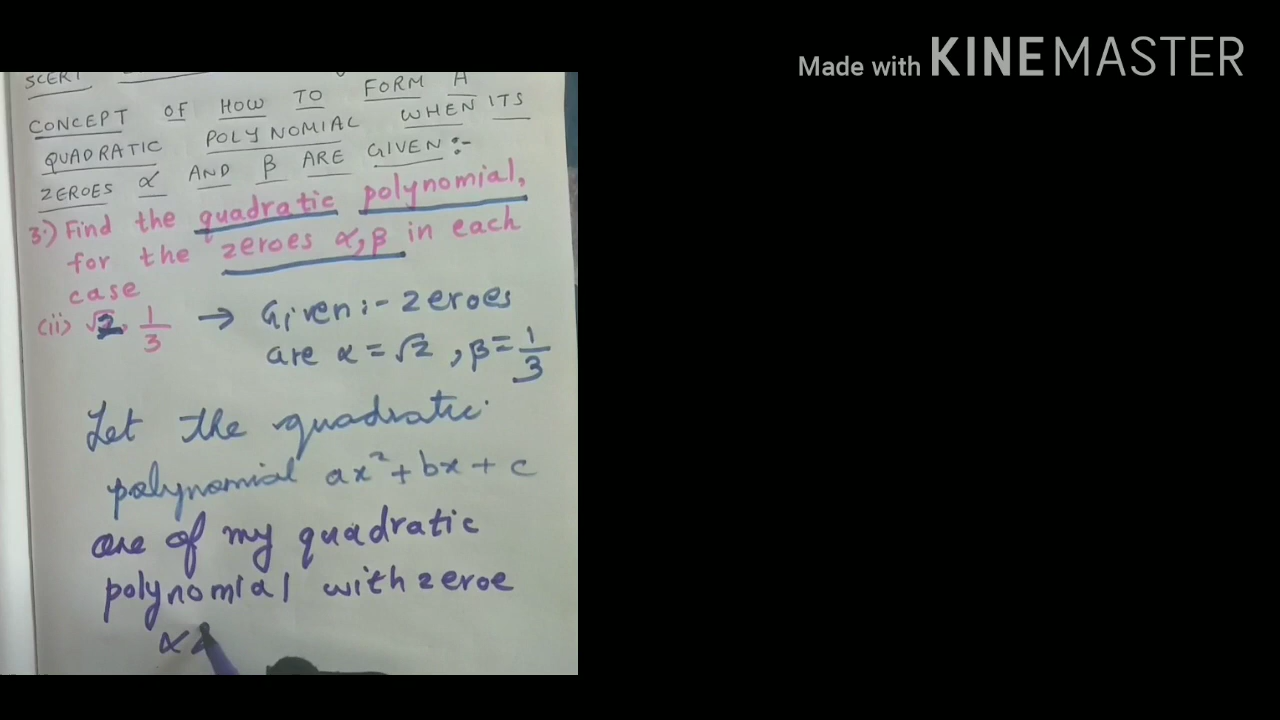 Made with KINEMASTER
SCERT
CONCEPT OF HOW TO FORM A
QUADRATIC POLYNOMIAL WHEN ITS
ZEROES α AND β ARE GIVEN :-
3.) Find the quadratic polynomial,
for the zeroes α, β in each
case
(ii) √2, 1/3 → Given :- zeroes
are α = √2, β = 1/3
Let the quadratic
polynomial ax² + bx + c
one of my quadratic
polynomial with zeroe
α &